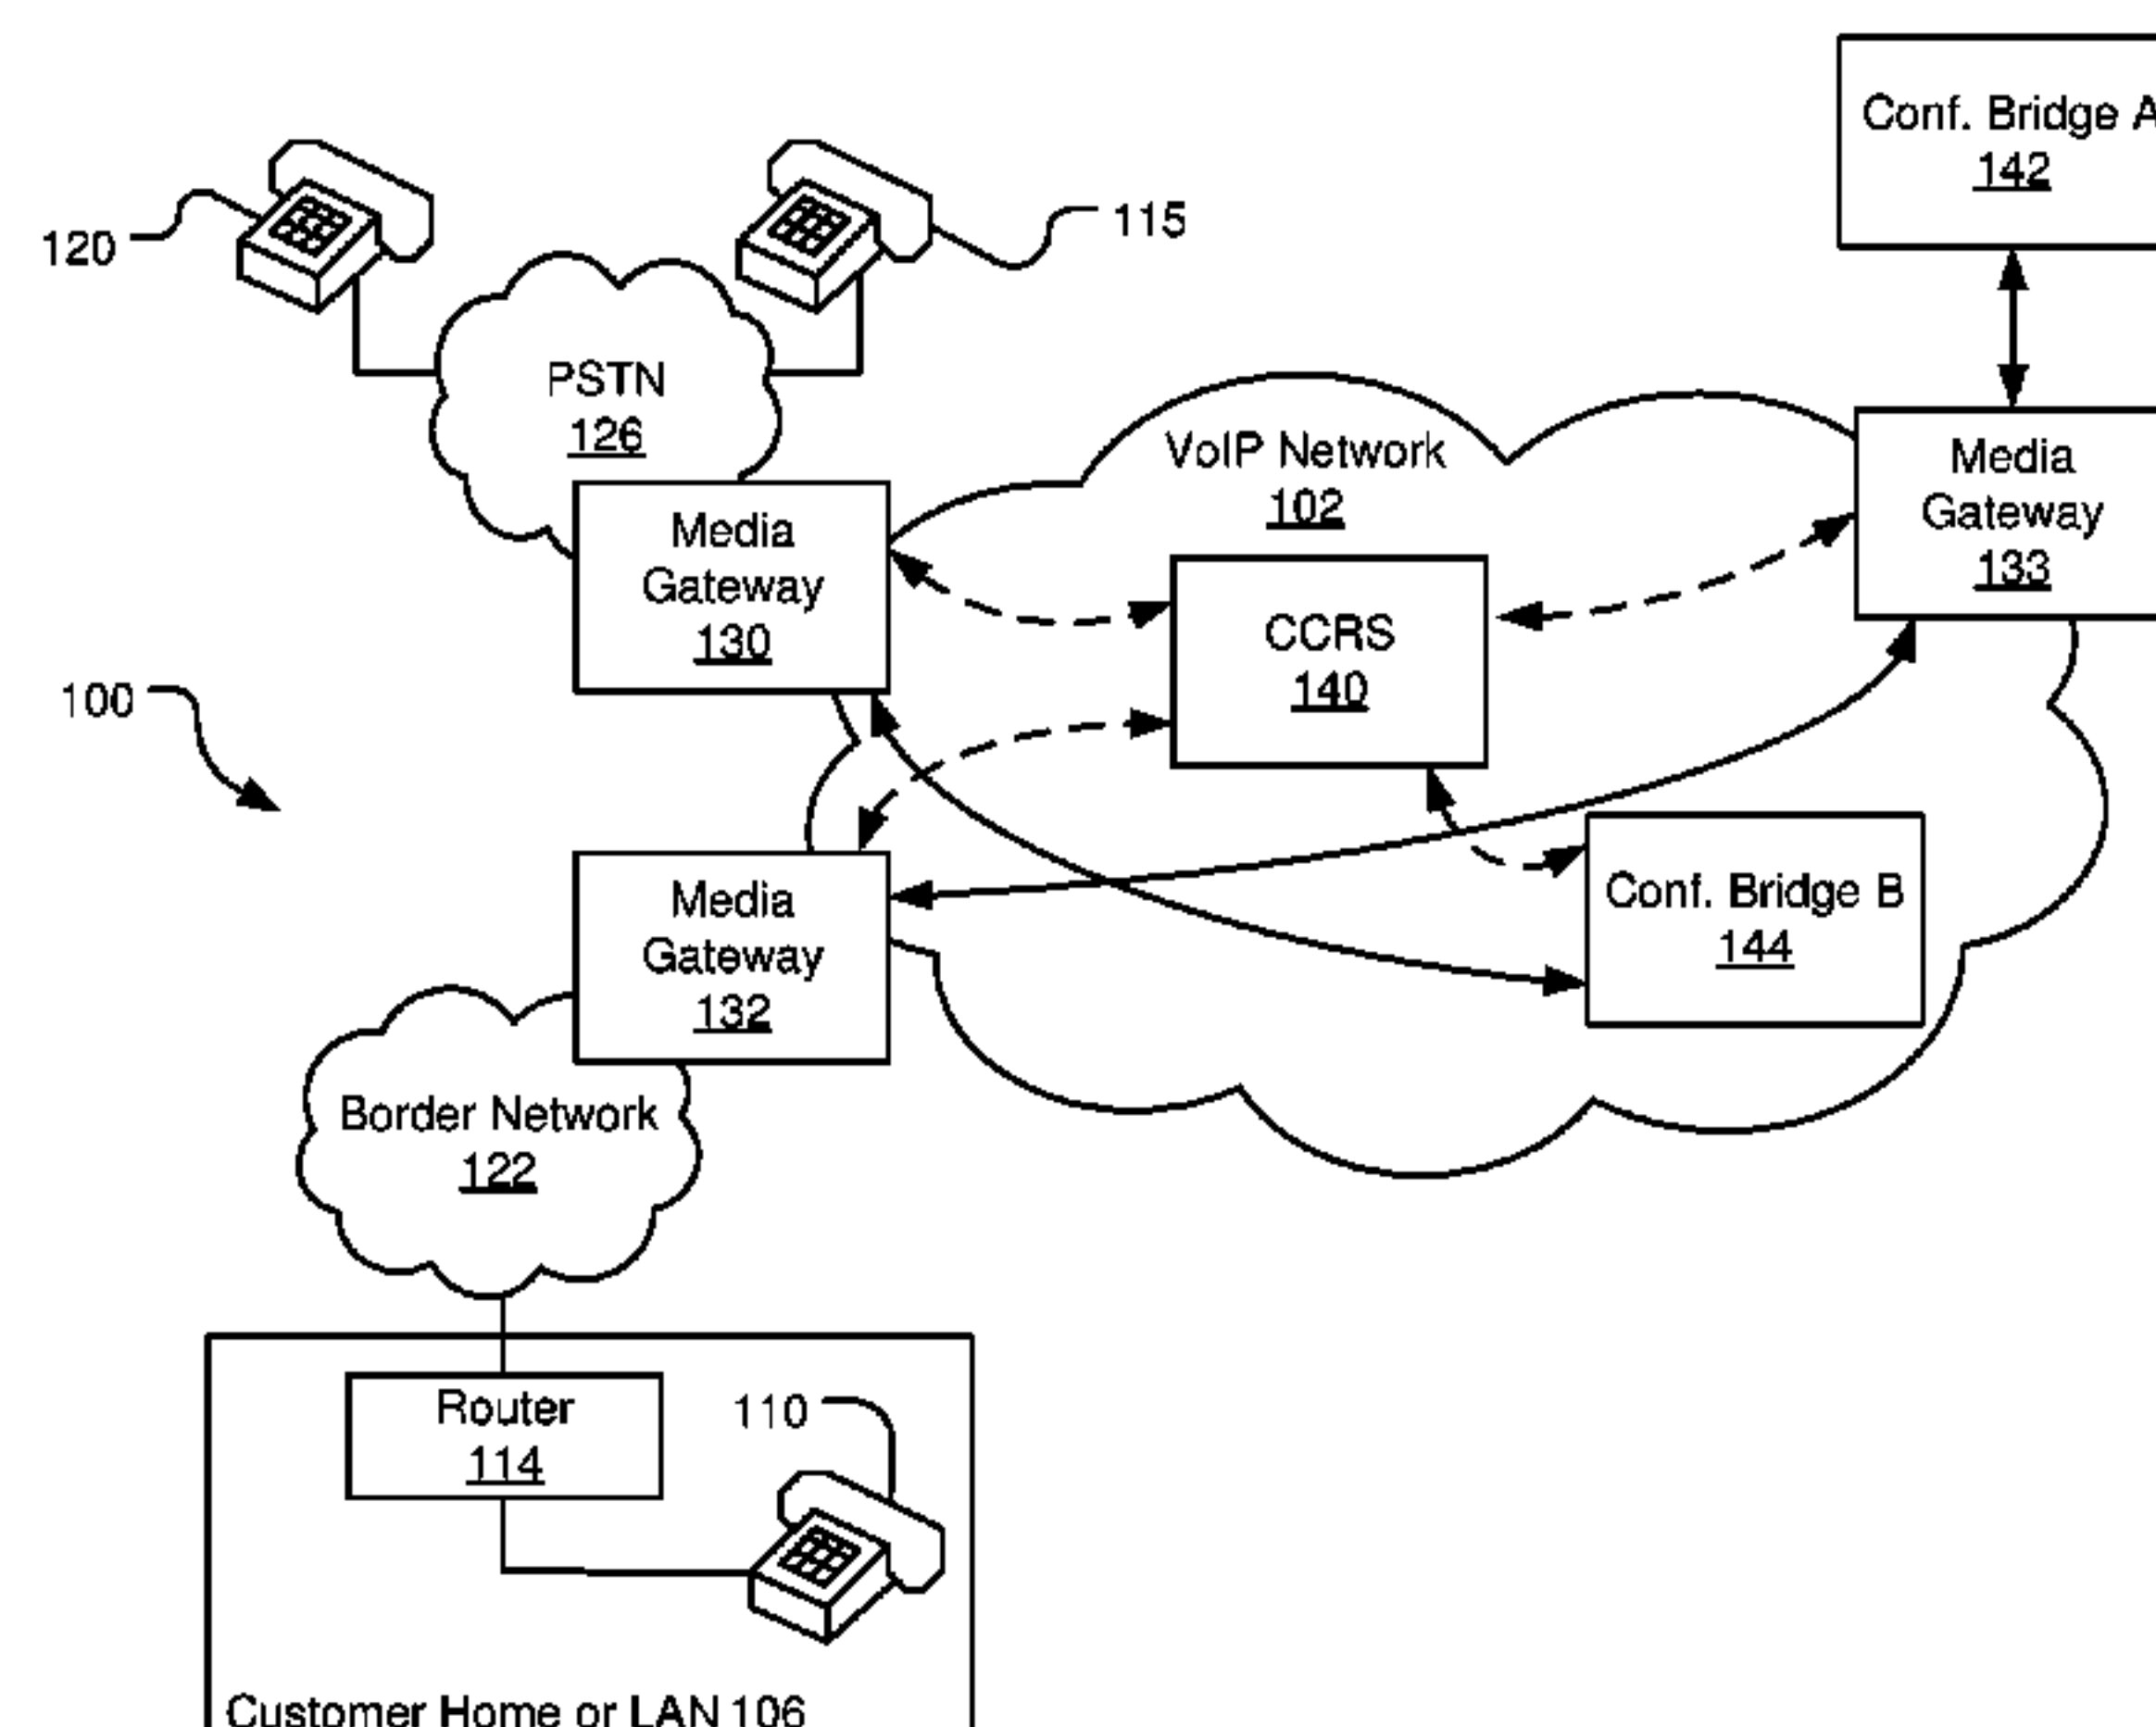 Conf. Bridge A
142
120
115
PSTN
126
VoIP Network
102
Media
Gateway
133
Media
Gateway
130
CCRS
140
100
Media
Gateway
132
Conf. Bridge B
144
Border Network
122
Router
114
110
Customer Home or LAN 106